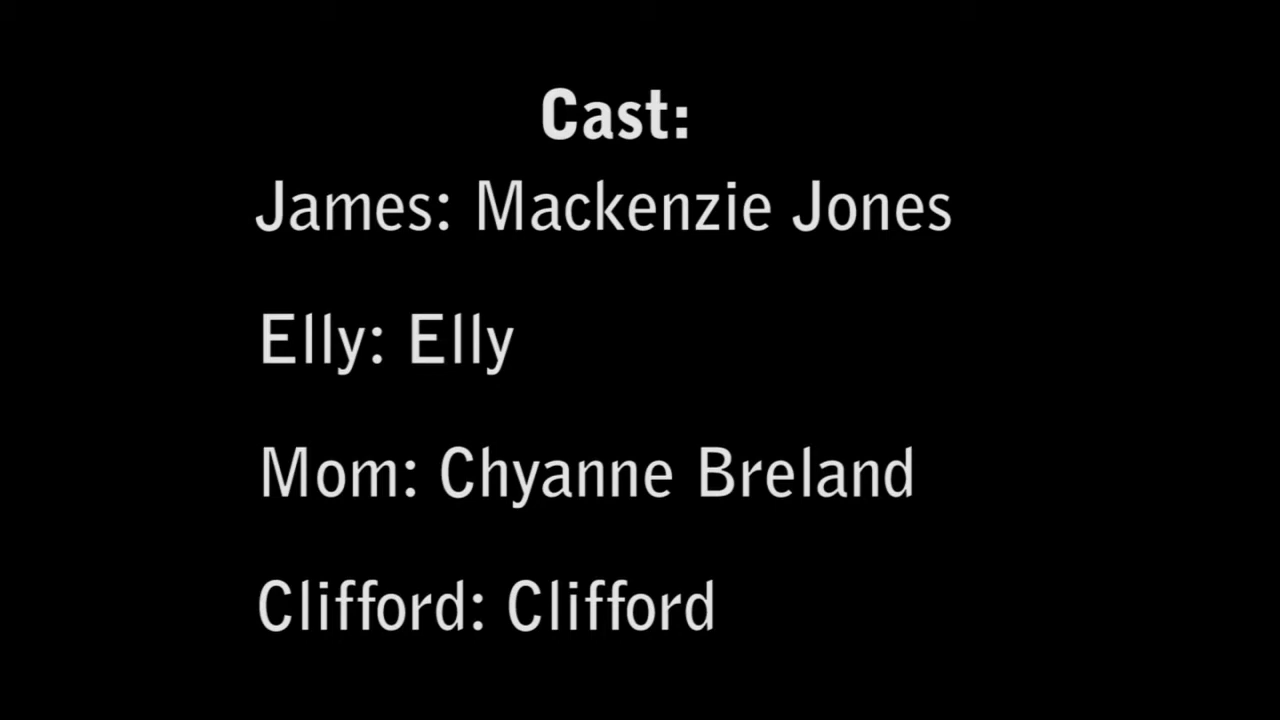 Cast:
James: Mackenzie Jones
Elly: Elly
Mom: Chyanne Breland
Clifford: Clifford